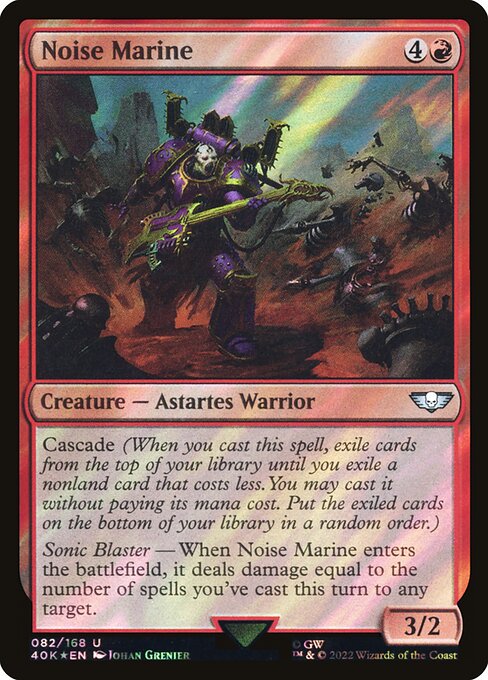 Noise Marine 4
Creature — Astartes Warrior
Cascade (When you cast this spell, exile cards
from the top of your library until you exile a
nonland card that costs less. You may cast it
without paying its mana cost. Put the exiled cards
on the bottom of your library in a random order.)
Sonic Blaster — When Noise Marine enters
the battlefield, it deals damage equal to the
number of spells you've cast this turn to any
target.
3/2
082/168 U © GW
40K★EN Johan Grenier ™ & © 2022 Wizards of the Coast